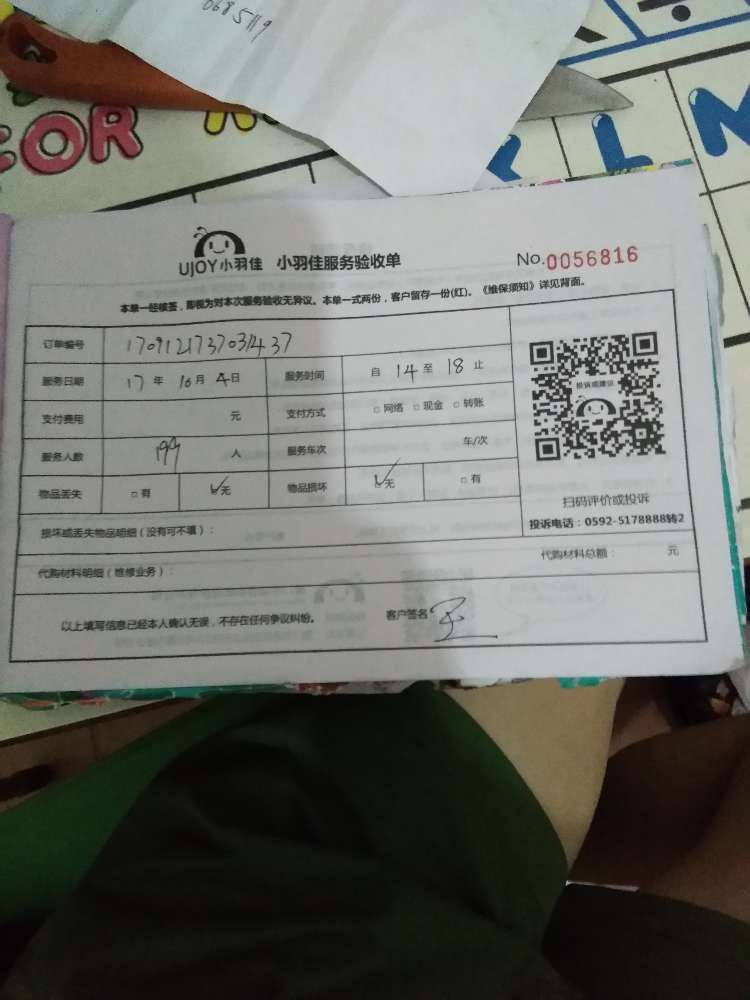 0685119
COR
L M
UJOY小羽佳 小羽佳服务验收单 No.0056816
本单一经核签，即视为对本次服务验收无异议。本单一式两份，客户留存一份(红)。《维保须知》详见背面。
订单编号
服务日期 17 年 10 月 4 日 服务时间 自 14 至 18 止
支付费用 元 支付方式 □ 网络 □ 现金 □ 转账
服务人数 人 服务车次 车/次
物品丢失 □ 有 ☑ 无 物品损坏 ☑ 无 □ 有
投诉或建议
扫码评价或投诉
投诉电话：0592-5178888转2
损坏或丢失物品明细（没有可不填）：
代购材料明细（维修业务）： 代购材料总额： 元
以上填写信息已经本人确认无误，不存在任何争议纠纷。 客户签名